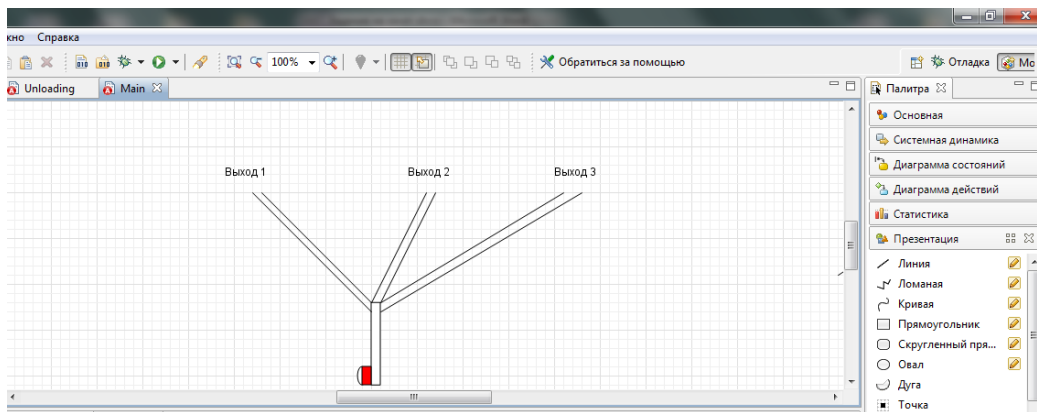 кно Справка
100% Обратиться за помощью Отладка Мо
Unloading Main Палитра
Основная
Системная динамика
Диаграмма состояний
Диаграмма действий
Статистика
Презентация
Линия
Ломаная
Кривая
Прямоугольник
Скругленный пря...
Овал
Дуга
Точка
Выход 1 Выход 2 Выход 3